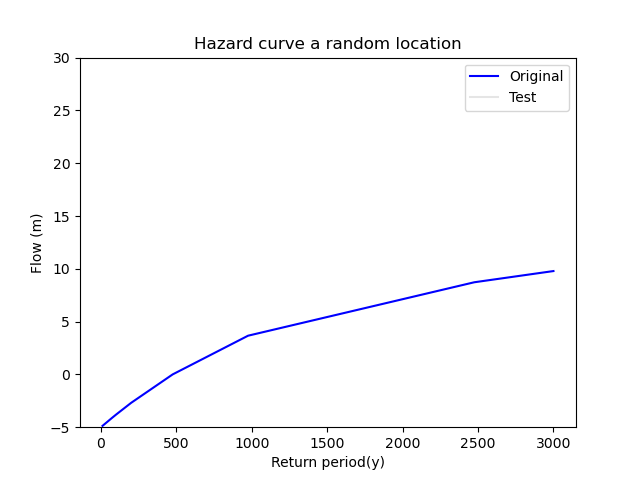 Hazard curve a random location
Original
Test
30
25
20
15
10
5
0
−5
Flow (m)
0 500 1000 1500 2000 2500 3000
Return period(y)